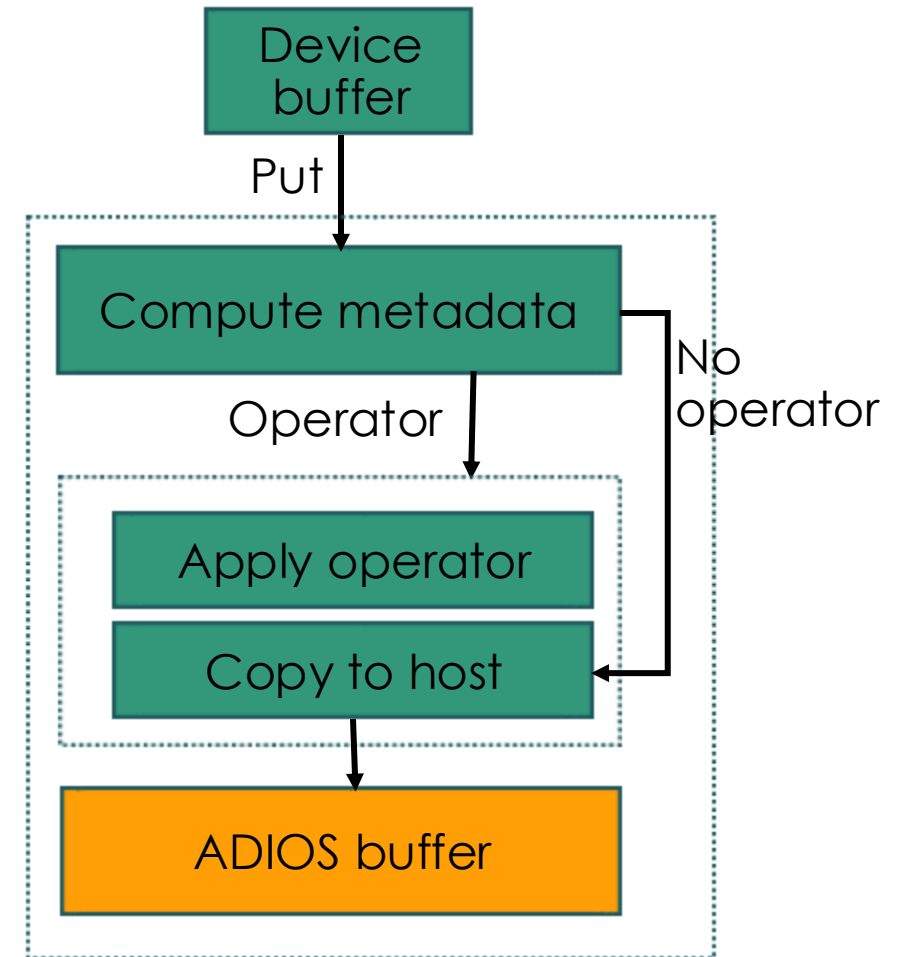 Device
buffer
Put
Compute metadata
No
operator
Operator
Apply operator
Copy to host
ADIOS buffer